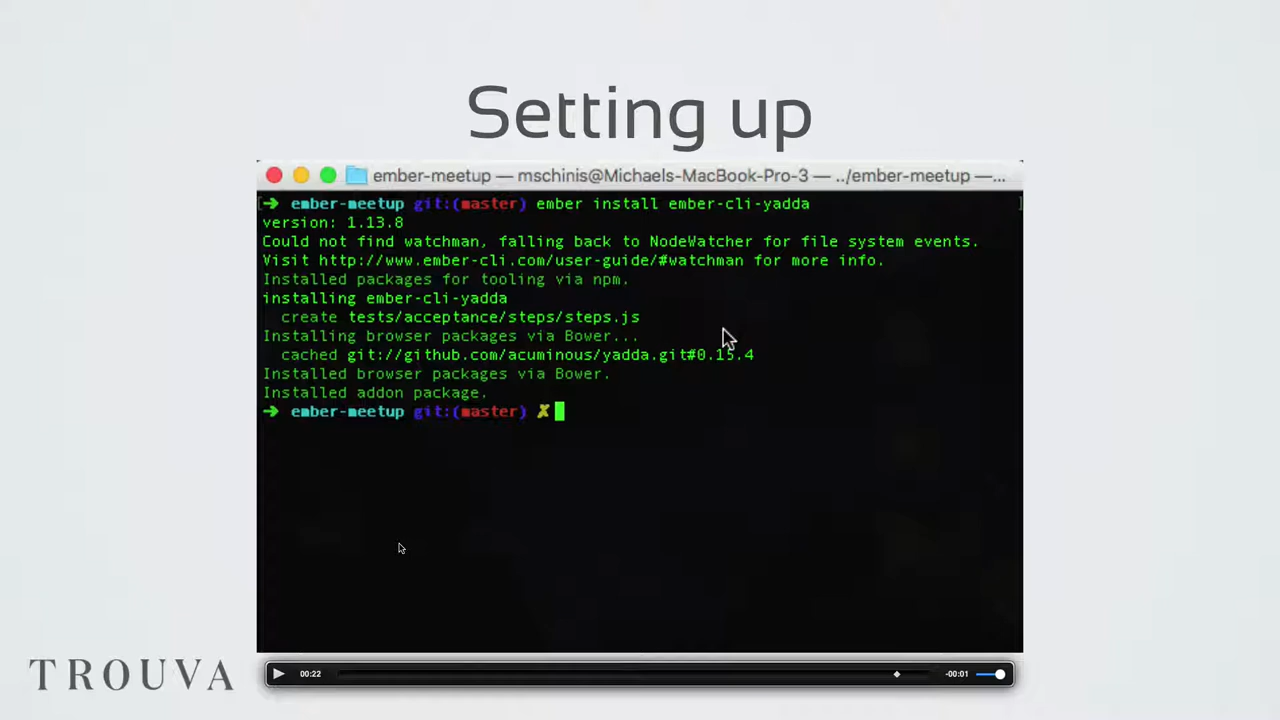 Setting up
ember-meetup — mschinis@Michaels-MacBook-Pro-3 — ../ember-meetup —...
[➜ ember-meetup git:(master) ember install ember-cli-yadda ]
version: 1.13.8
Could not find watchman, falling back to NodeWatcher for file system events.
Visit http://www.ember-cli.com/user-guide/#watchman for more info.
Installed packages for tooling via npm.
installing ember-cli-yadda
create tests/acceptance/steps/steps.js
Installing browser packages via Bower...
cached git://github.com/acuminous/yadda.git#0.15.4
Installed browser packages via Bower.
Installed addon package.
➜ ember-meetup git:(master) ✗
TROUVA
00:22 -00:01